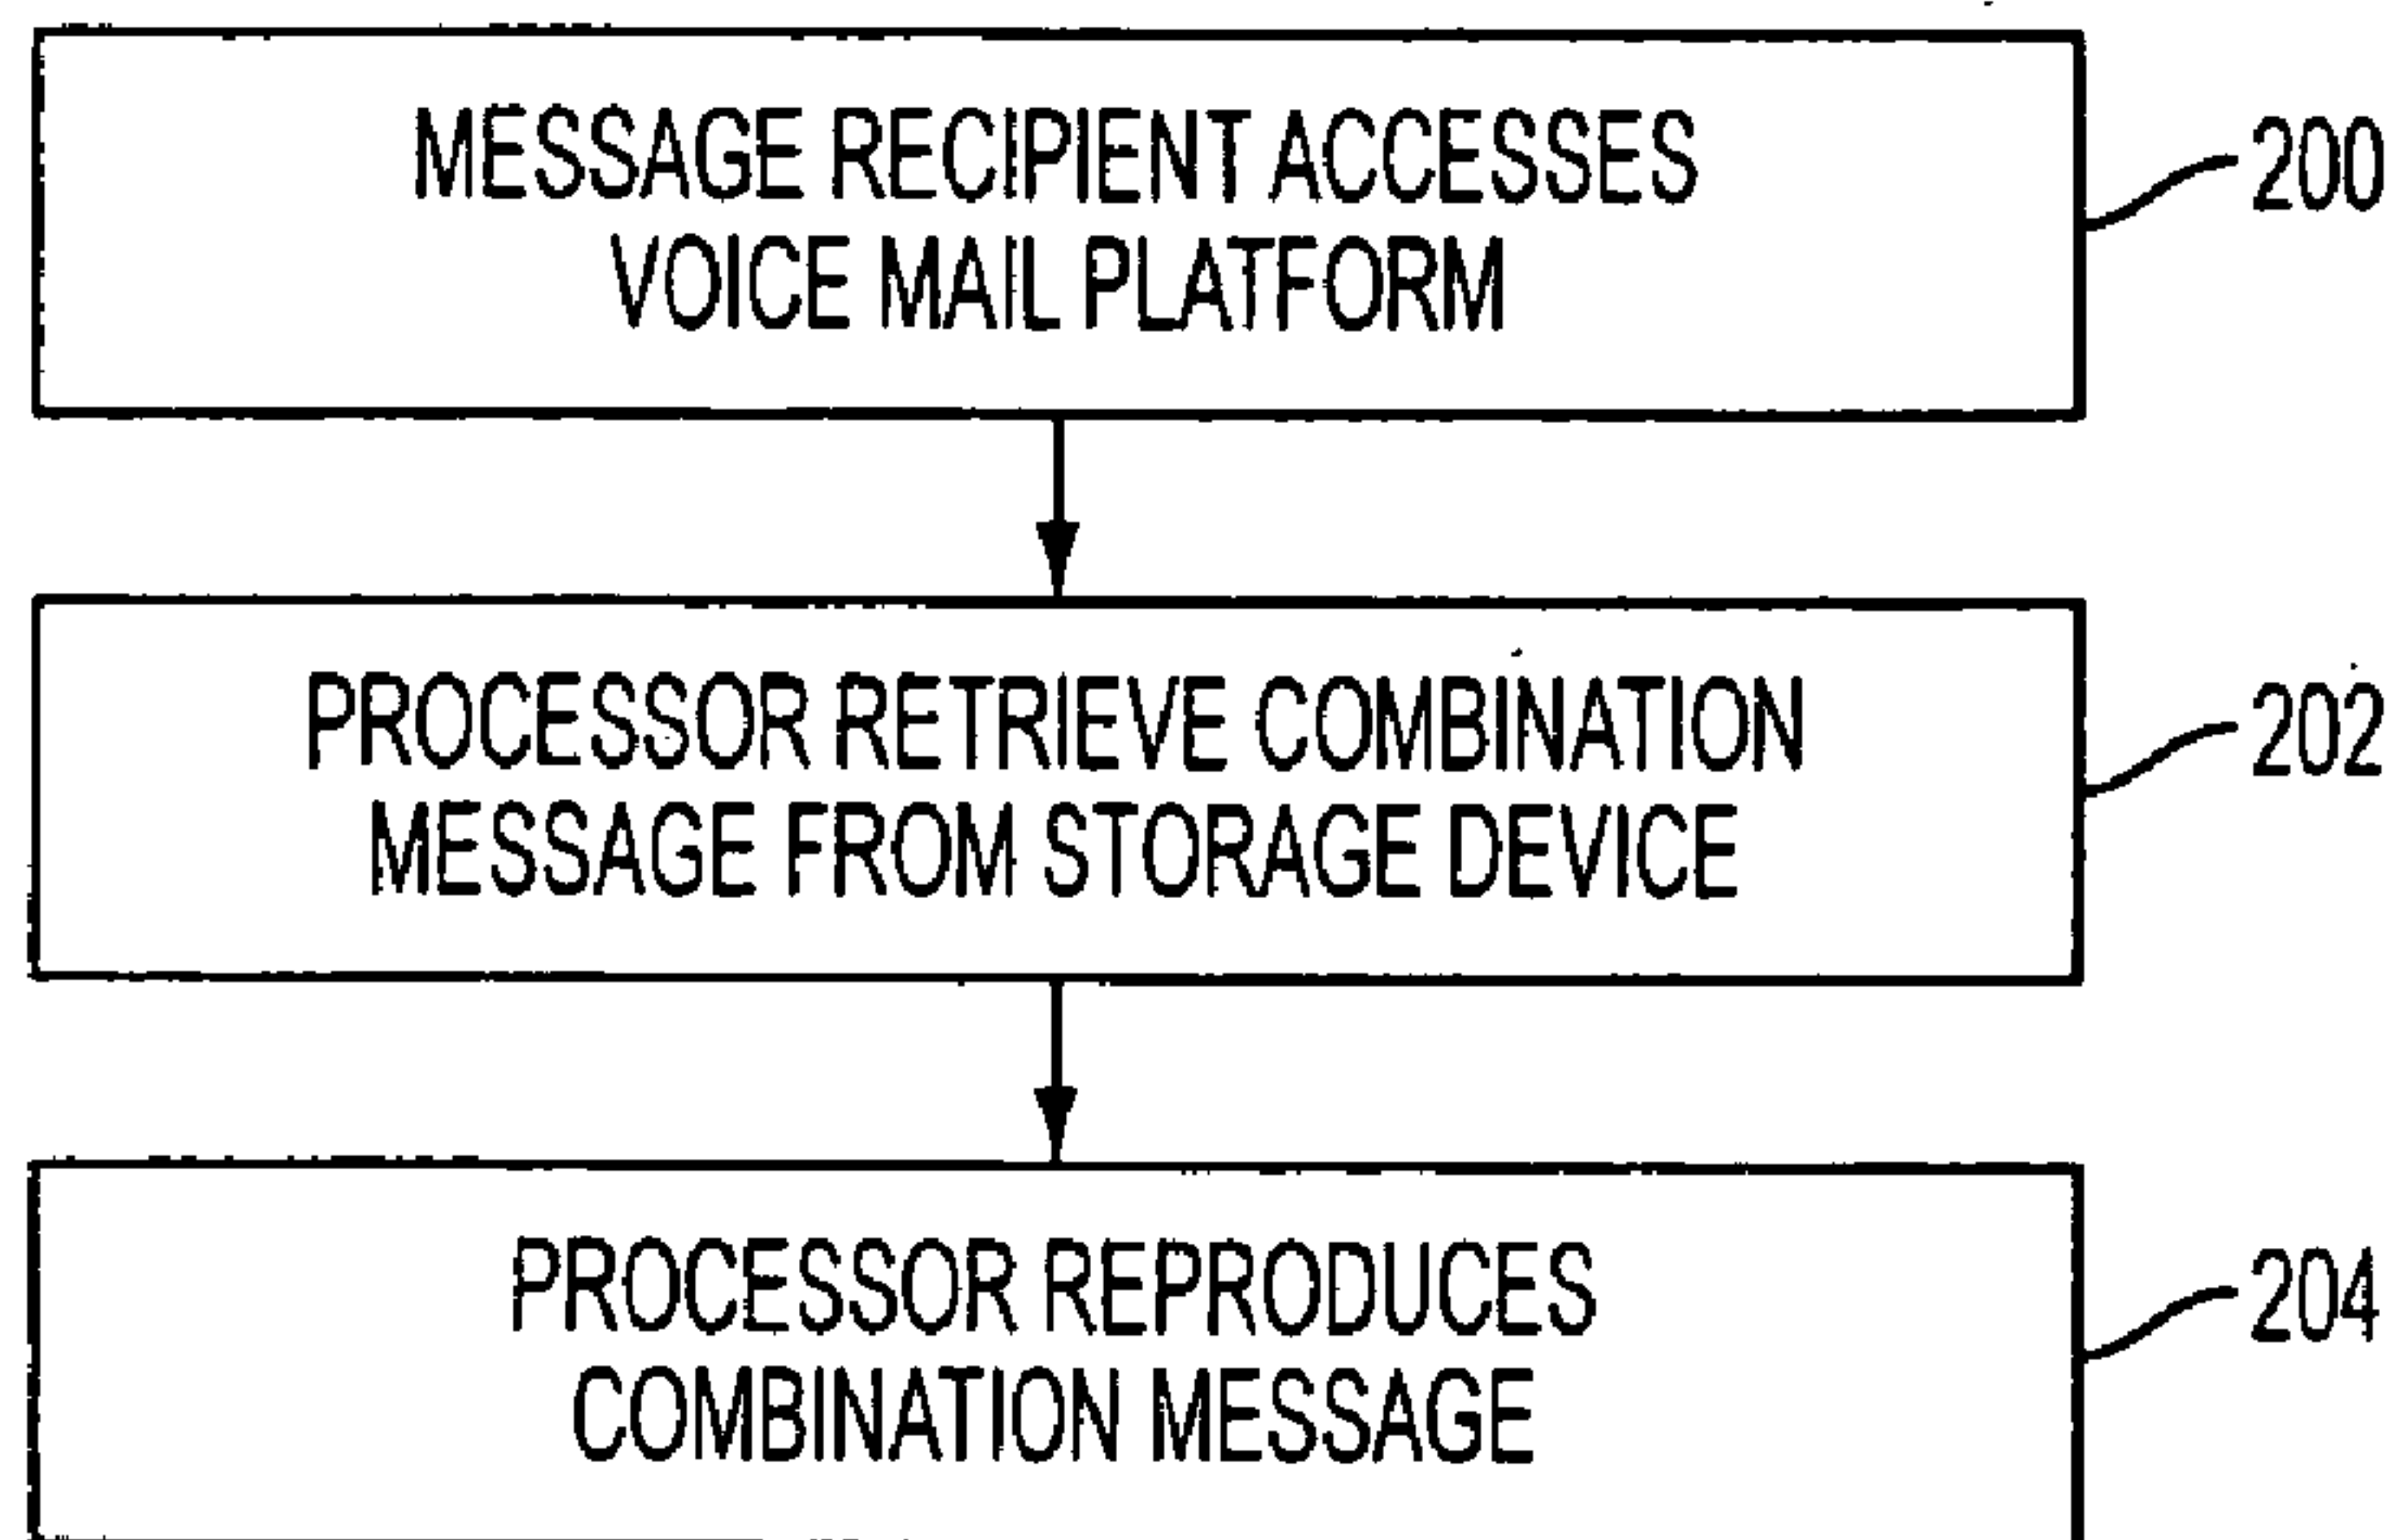 MESSAGE RECIPIENT ACCESSES
VOICE MAIL PLATFORM
200
PROCESSOR RETRIEVE COMBINATION
MESSAGE FROM STORAGE DEVICE
202
PROCESSOR REPRODUCES
COMBINATION MESSAGE
204